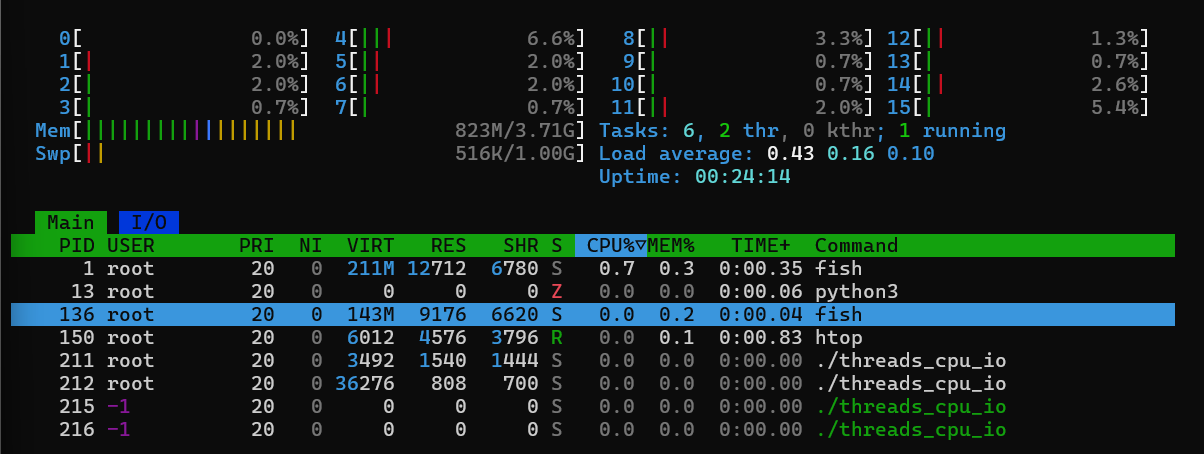 0[ 0.0%] 4[||| 6.6%] 8[|| 3.3%] 12[|| 1.3%]
1[| 2.0%] 5[|| 2.0%] 9[| 0.7%] 13[| 0.7%]
2[| 2.0%] 6[|| 2.0%] 10[| 0.7%] 14[|| 2.6%]
3[| 0.7%] 7[| 0.7%] 11[|| 2.0%] 15[| 5.4%]
Mem[|||||||||||||||||| 823M/3.71G] Tasks: 6, 2 thr, 0 kthr; 1 running
Swp[|| 516K/1.00G] Load average: 0.43 0.16 0.10
Uptime: 00:24:14
Main I/O
PID USER PRI NI VIRT RES SHR S CPU%▽MEM% TIME+ Command
1 root 20 0 211M 12712 6780 S 0.7 0.3 0:00.35 fish
13 root 20 0 0 0 0 Z 0.0 0.0 0:00.06 python3
136 root 20 0 143M 9176 6620 S 0.0 0.2 0:00.04 fish
150 root 20 0 6012 4576 3796 R 0.0 0.1 0:00.83 htop
211 root 20 0 3492 1540 1444 S 0.0 0.0 0:00.00 ./threads_cpu_io
212 root 20 0 36276 808 700 S 0.0 0.0 0:00.00 ./threads_cpu_io
215 -1 20 0 0 0 0 S 0.0 0.0 0:00.00 ./threads_cpu_io
216 -1 20 0 0 0 0 S 0.0 0.0 0:00.00 ./threads_cpu_io